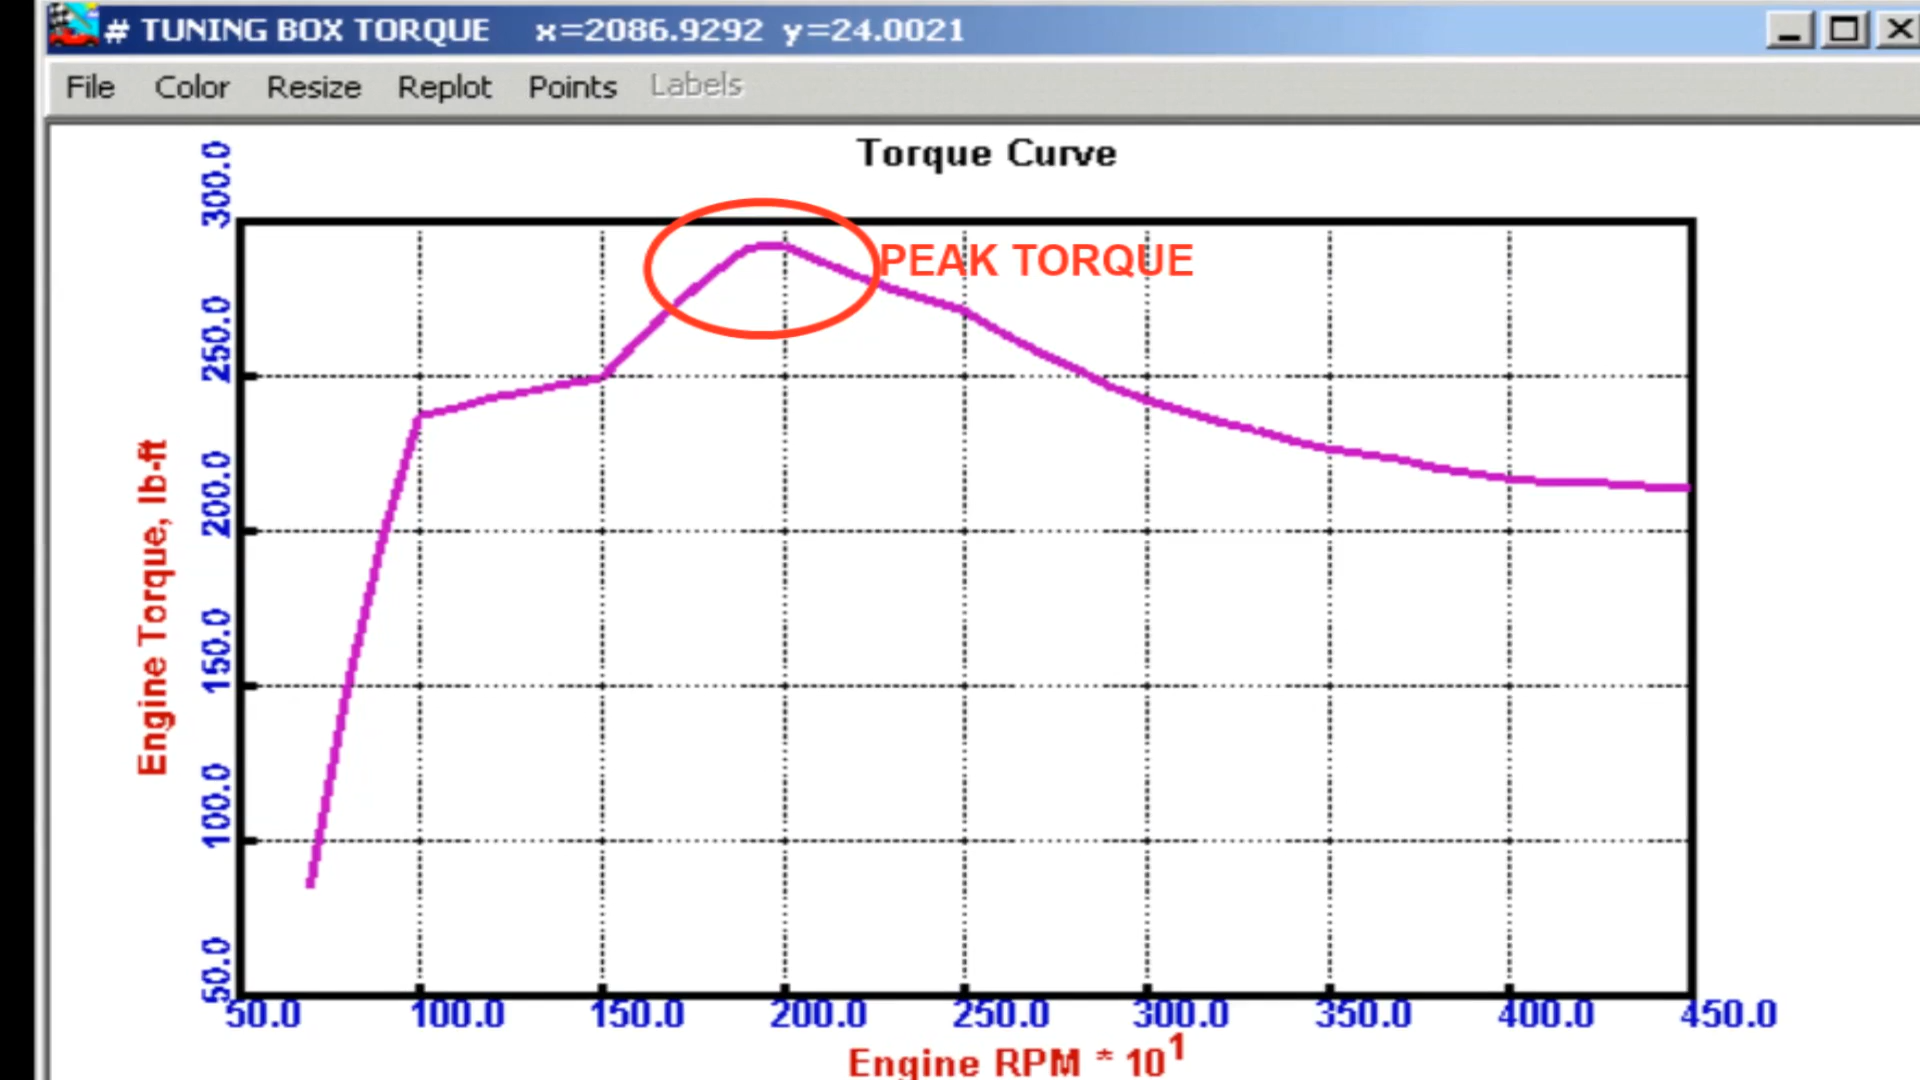 # TUNING BOX TORQUE x=2086.9292 y=24.0021
File Color Resize Replot Points Labels
Torque Curve
PEAK TORQUE
Engine Torque, lb-ft
300.0
250.0
200.0
150.0
100.0
50.0
50.0 100.0 150.0 200.0 250.0 300.0 350.0 400.0 450.0
Engine RPM * 10¹